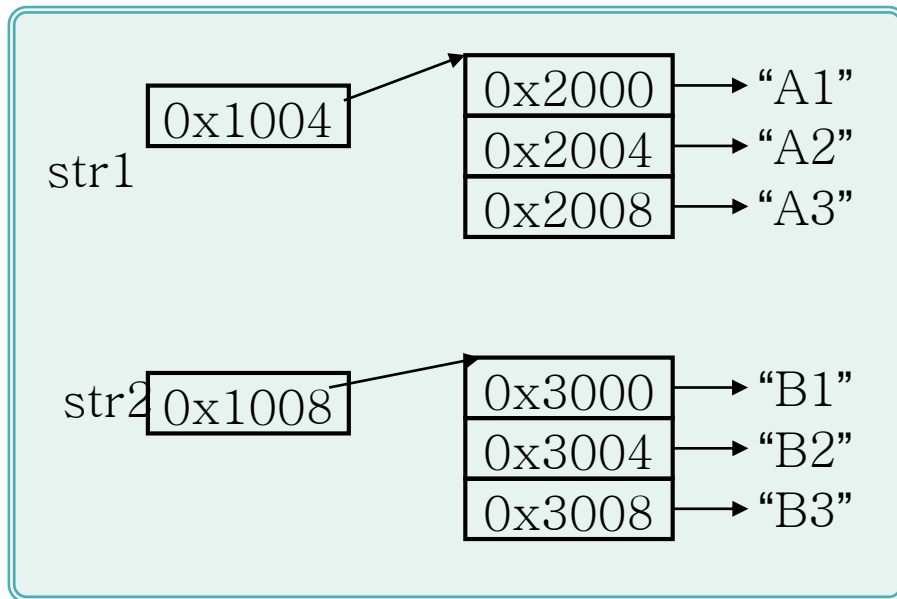 0x2000 “A1”
0x1004 0x2004 “A2”
str1 0x2008 “A3”
0x3000 “B1”
str2 0x1008 0x3004 “B2”
0x3008 “B3”